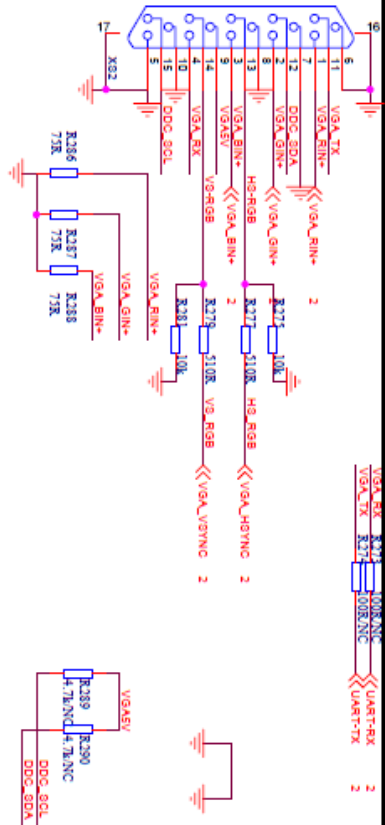 17
16
X82
5
15
10
4
14
9
3
13
8
2
12
7
1
11
6
DDC_SCL
VGA_RX
VS-RGB
VGA5V
VGA_BIN+
HS-RGB
VGA_GIN+
DDC_SDA
VGA_RIN+
VGA_TX
VGA_BIN+ 2
VGA_GIN+ 2
VGA_RIN+ 2
R286
75R
R287
75R
R288
75R
VGA_RIN+
VGA_GIN+
VGA_BIN+
R281 10k
R279 510R
R277 510R
R275 10k
VS_RGB
HS_RGB
VGA_VSYNC 2
VGA_HSYNC 2
VGA_RX
VGA_TX
R273 100R/NC
R274 100R/NC
UART-RX 2
UART-TX 2
VGA5V
R289
4.7k/NC
R290
4.7k/NC
DDC_SCL
DDC_SDA